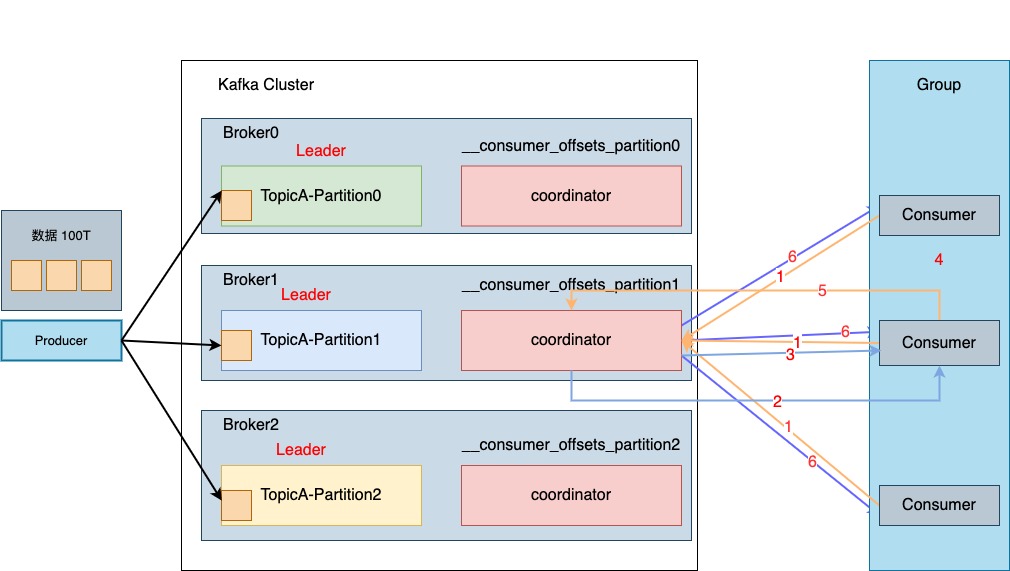 Kafka Cluster
Group
Broker0
Leader
__consumer_offsets_partition0
TopicA-Partition0
coordinator
数据 100T
Producer
Broker1
Leader
__consumer_offsets_partition1
TopicA-Partition1
coordinator
Broker2
Leader
__consumer_offsets_partition2
TopicA-Partition2
coordinator
6
1
5
6
1
3
2
1
6
Consumer
4
Consumer
Consumer